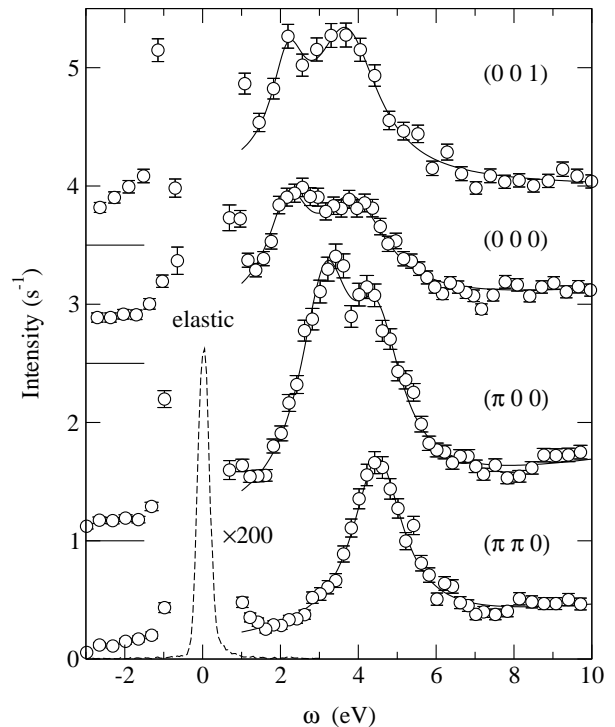 5
(0 0 1)
4
(0 0 0)
3
elastic
Intensity (s⁻¹)
2
(π 0 0)
×200
1
(π π 0)
0
-2 0 2 4 6 8 10
ω (eV)